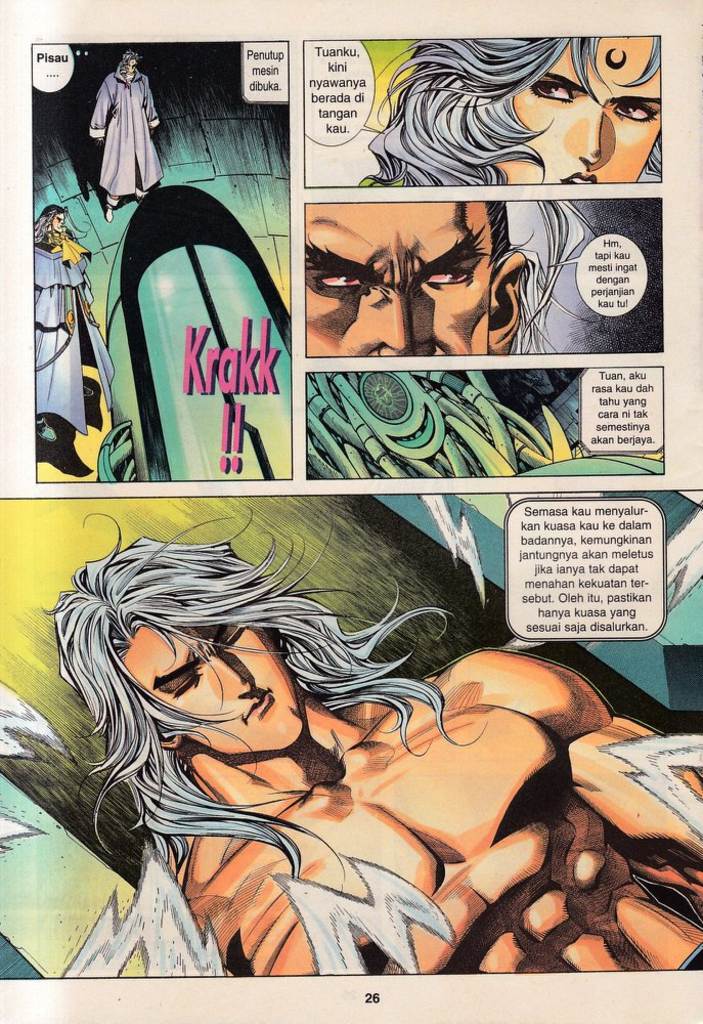 Pisau
....
Penutup
mesin
dibuka.
Krakk
!!
Tuanku,
kini
nyawanya
berada di
tangan
kau.
Hm,
tapi kau
mesti ingat
dengan
perjanjian
kau tu!
Tuan, aku
rasa kau dah
tahu yang
cara ni tak
semestinya
akan berjaya.
Semasa kau menyalur-
kan kuasa kau ke dalam
badannya, kemungkinan
jantungnya akan meletus
jika ianya tak dapat
menahan kekuatan ter-
sebut. Oleh itu, pastikan
hanya kuasa yang
sesuai saja disalurkan.
26